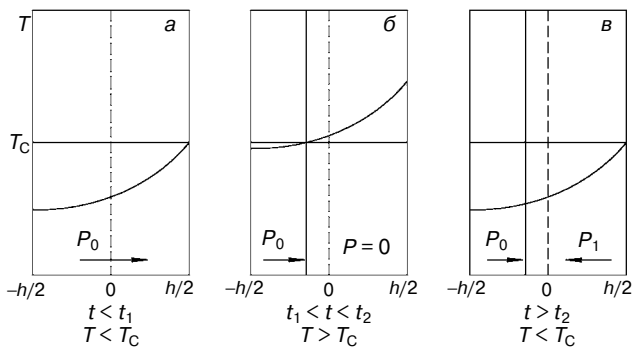 T
а
б
в
T_C
P_0
P_0
P = 0
P_0
P_1
–h/2
0
h/2
–h/2
0
h/2
–h/2
0
h/2
t < t_1
t_1 < t < t_2
t > t_2
T < T_C
T > T_C
T < T_C